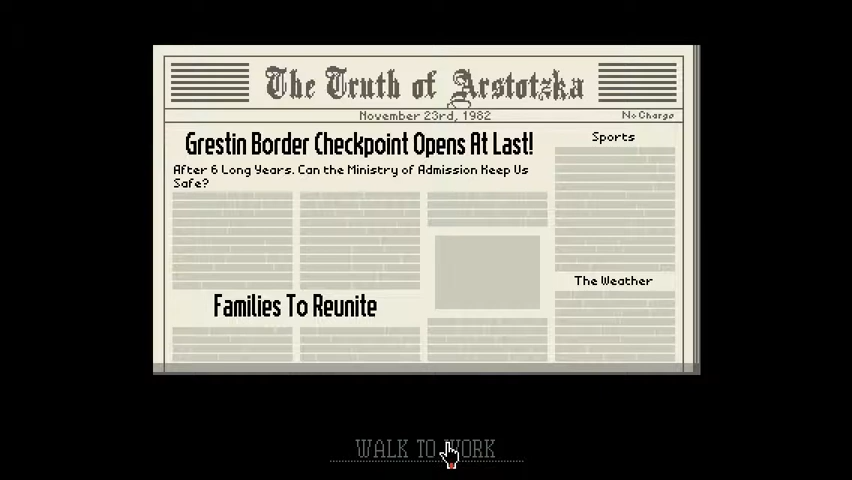 The Truth of Arstotzka
November 23rd, 1982
No Charge
Grestin Border Checkpoint Opens At Last!
After 6 Long Years. Can the Ministry of Admission Keep Us
Safe?
Families To Reunite
Sports
The Weather
WALK TO WORK